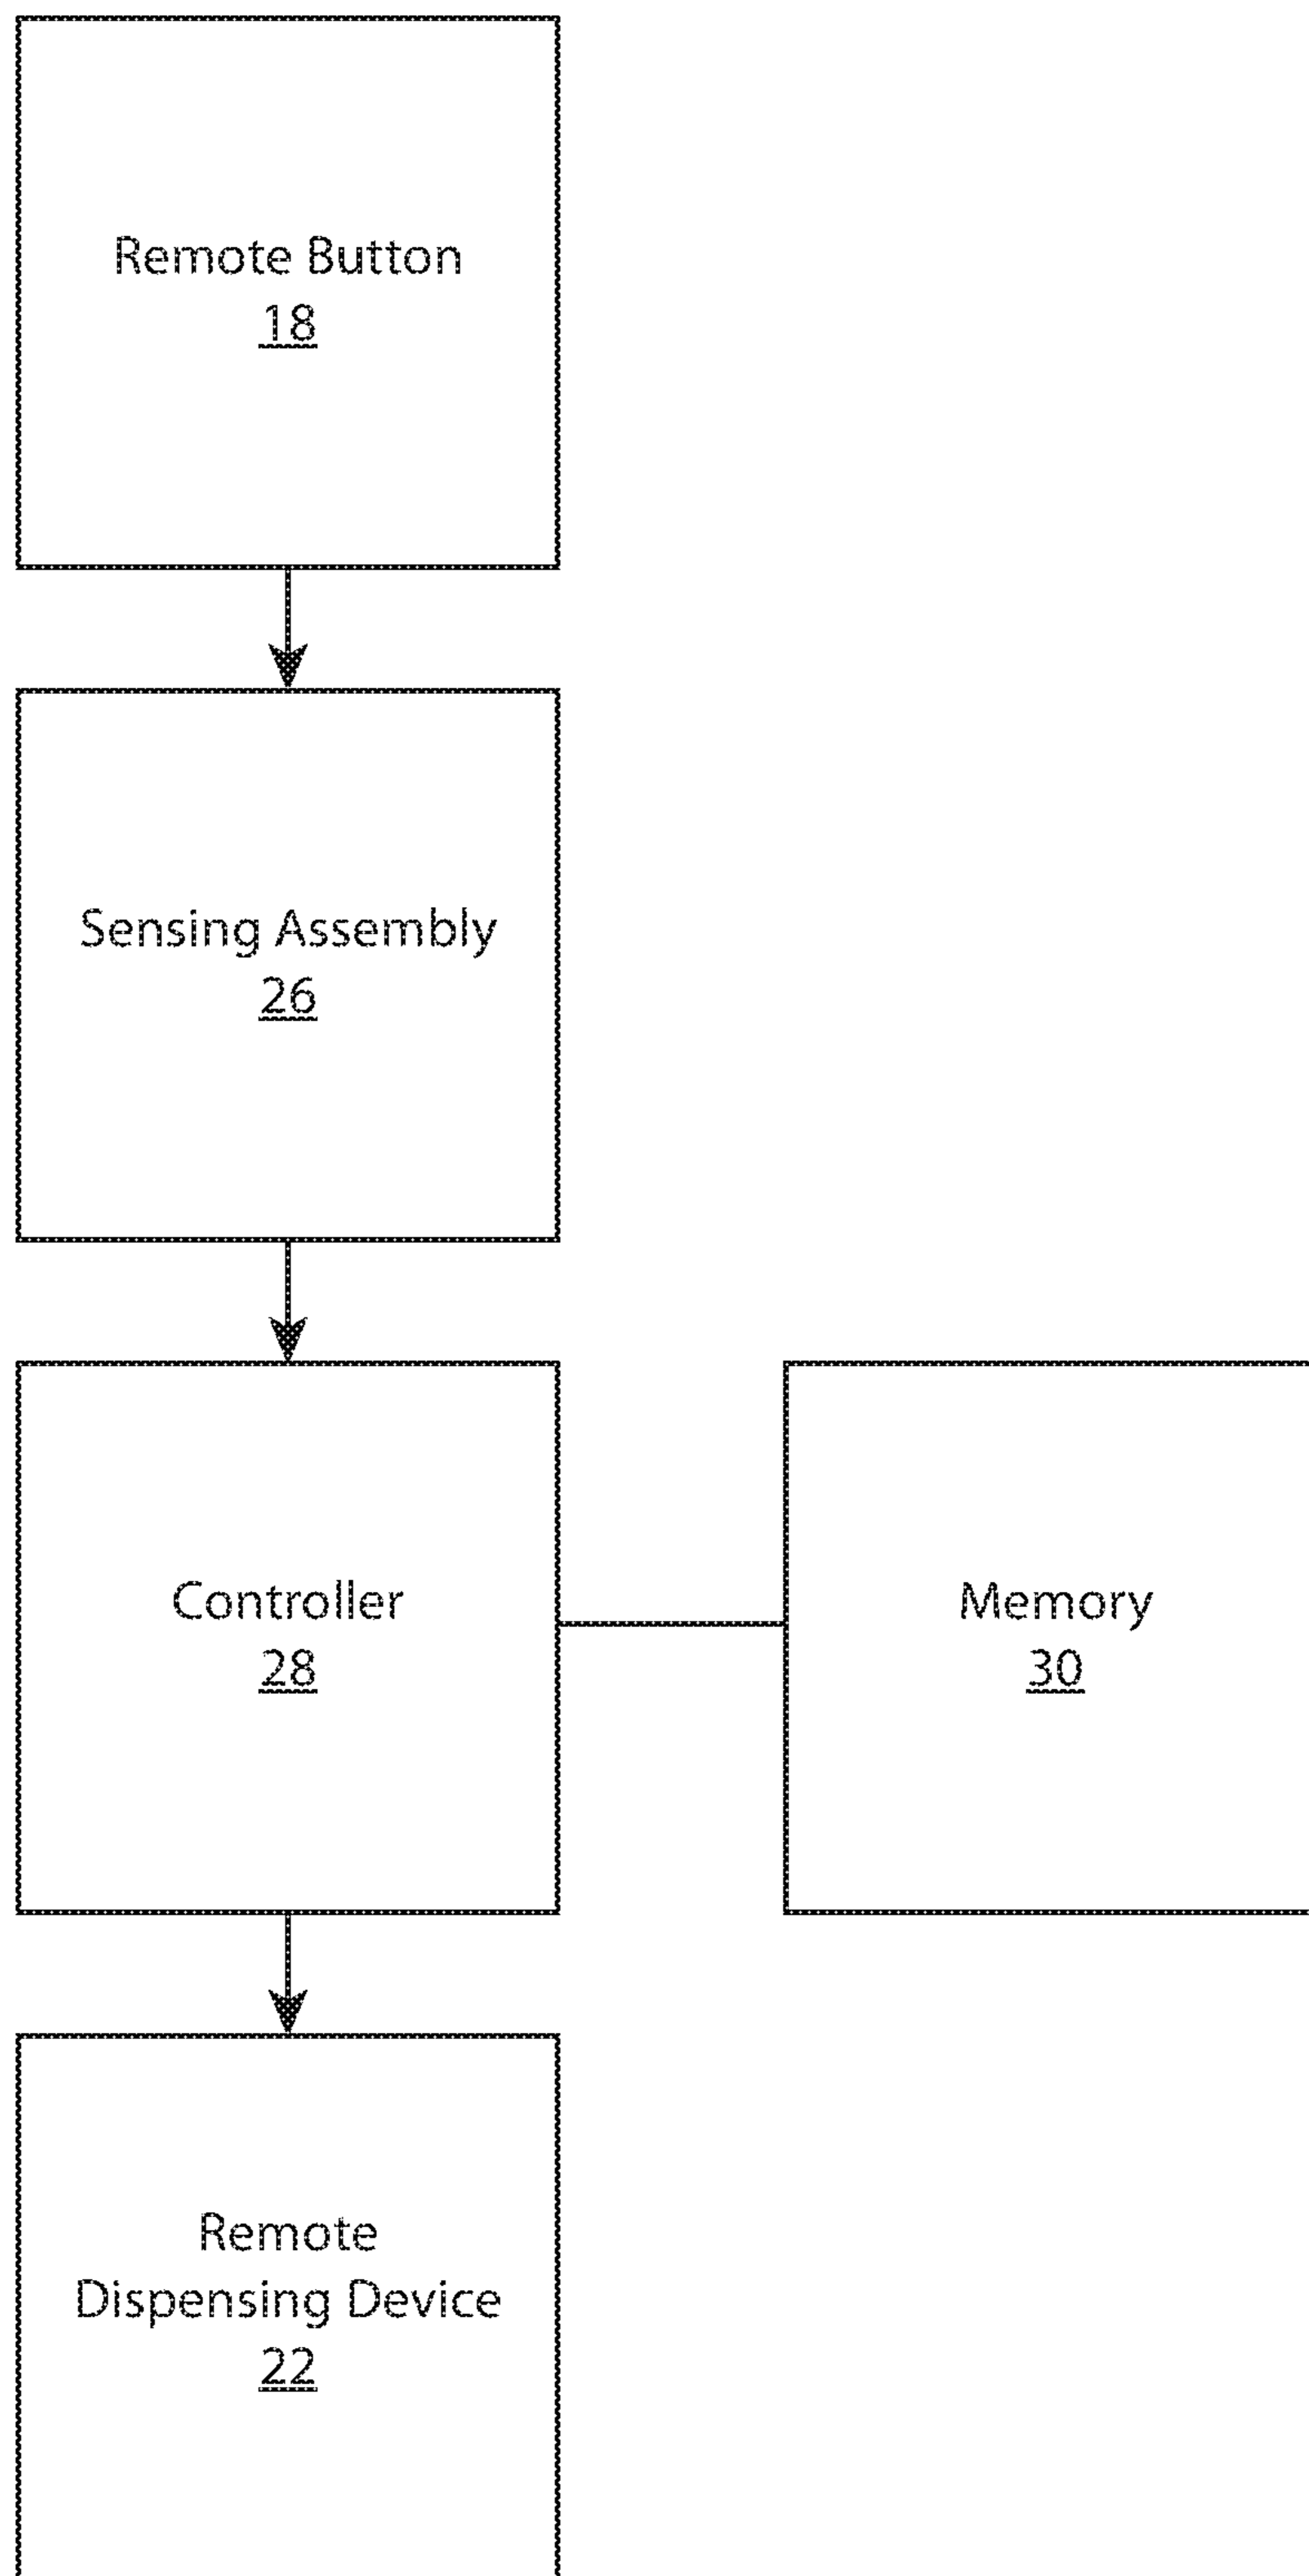 Remote Button
18
Sensing Assembly
26
Controller
28
Memory
30
Remote
Dispensing Device
22